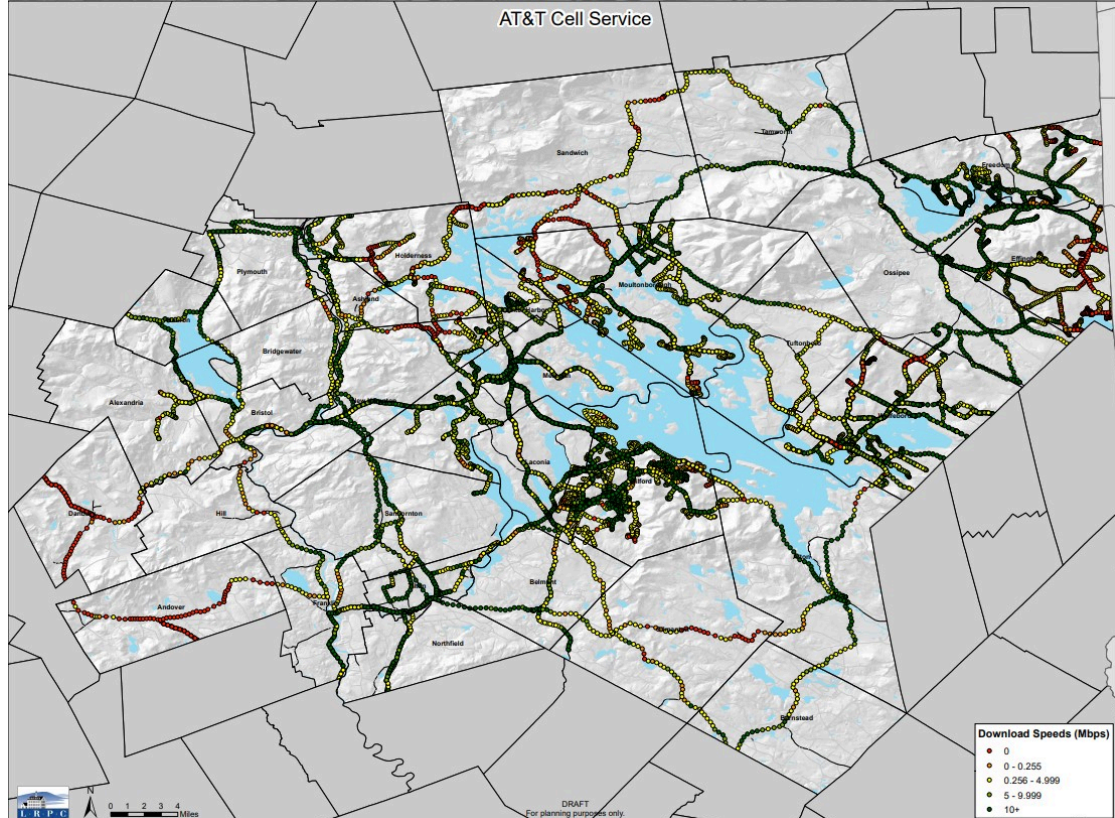 AT&T Cell Service
Tamworth
Sandwich
Freedom
Holderness
Effingham
Plymouth
Ossipee
Moultonborough
Ashland
Bridgewater
Tuftonboro
Alexandria
Bristol
Laconia
Gilford
Danbury
Hill
Sanbornton
Belmont
Andover
Franklin
Northfield
Barnstead
Download Speeds (Mbps)
0
0 - 0.255
0.256 - 4.999
5 - 9.999
10+
L R P C
N
0 1 2 3 4
Miles
DRAFT
For planning purposes only.